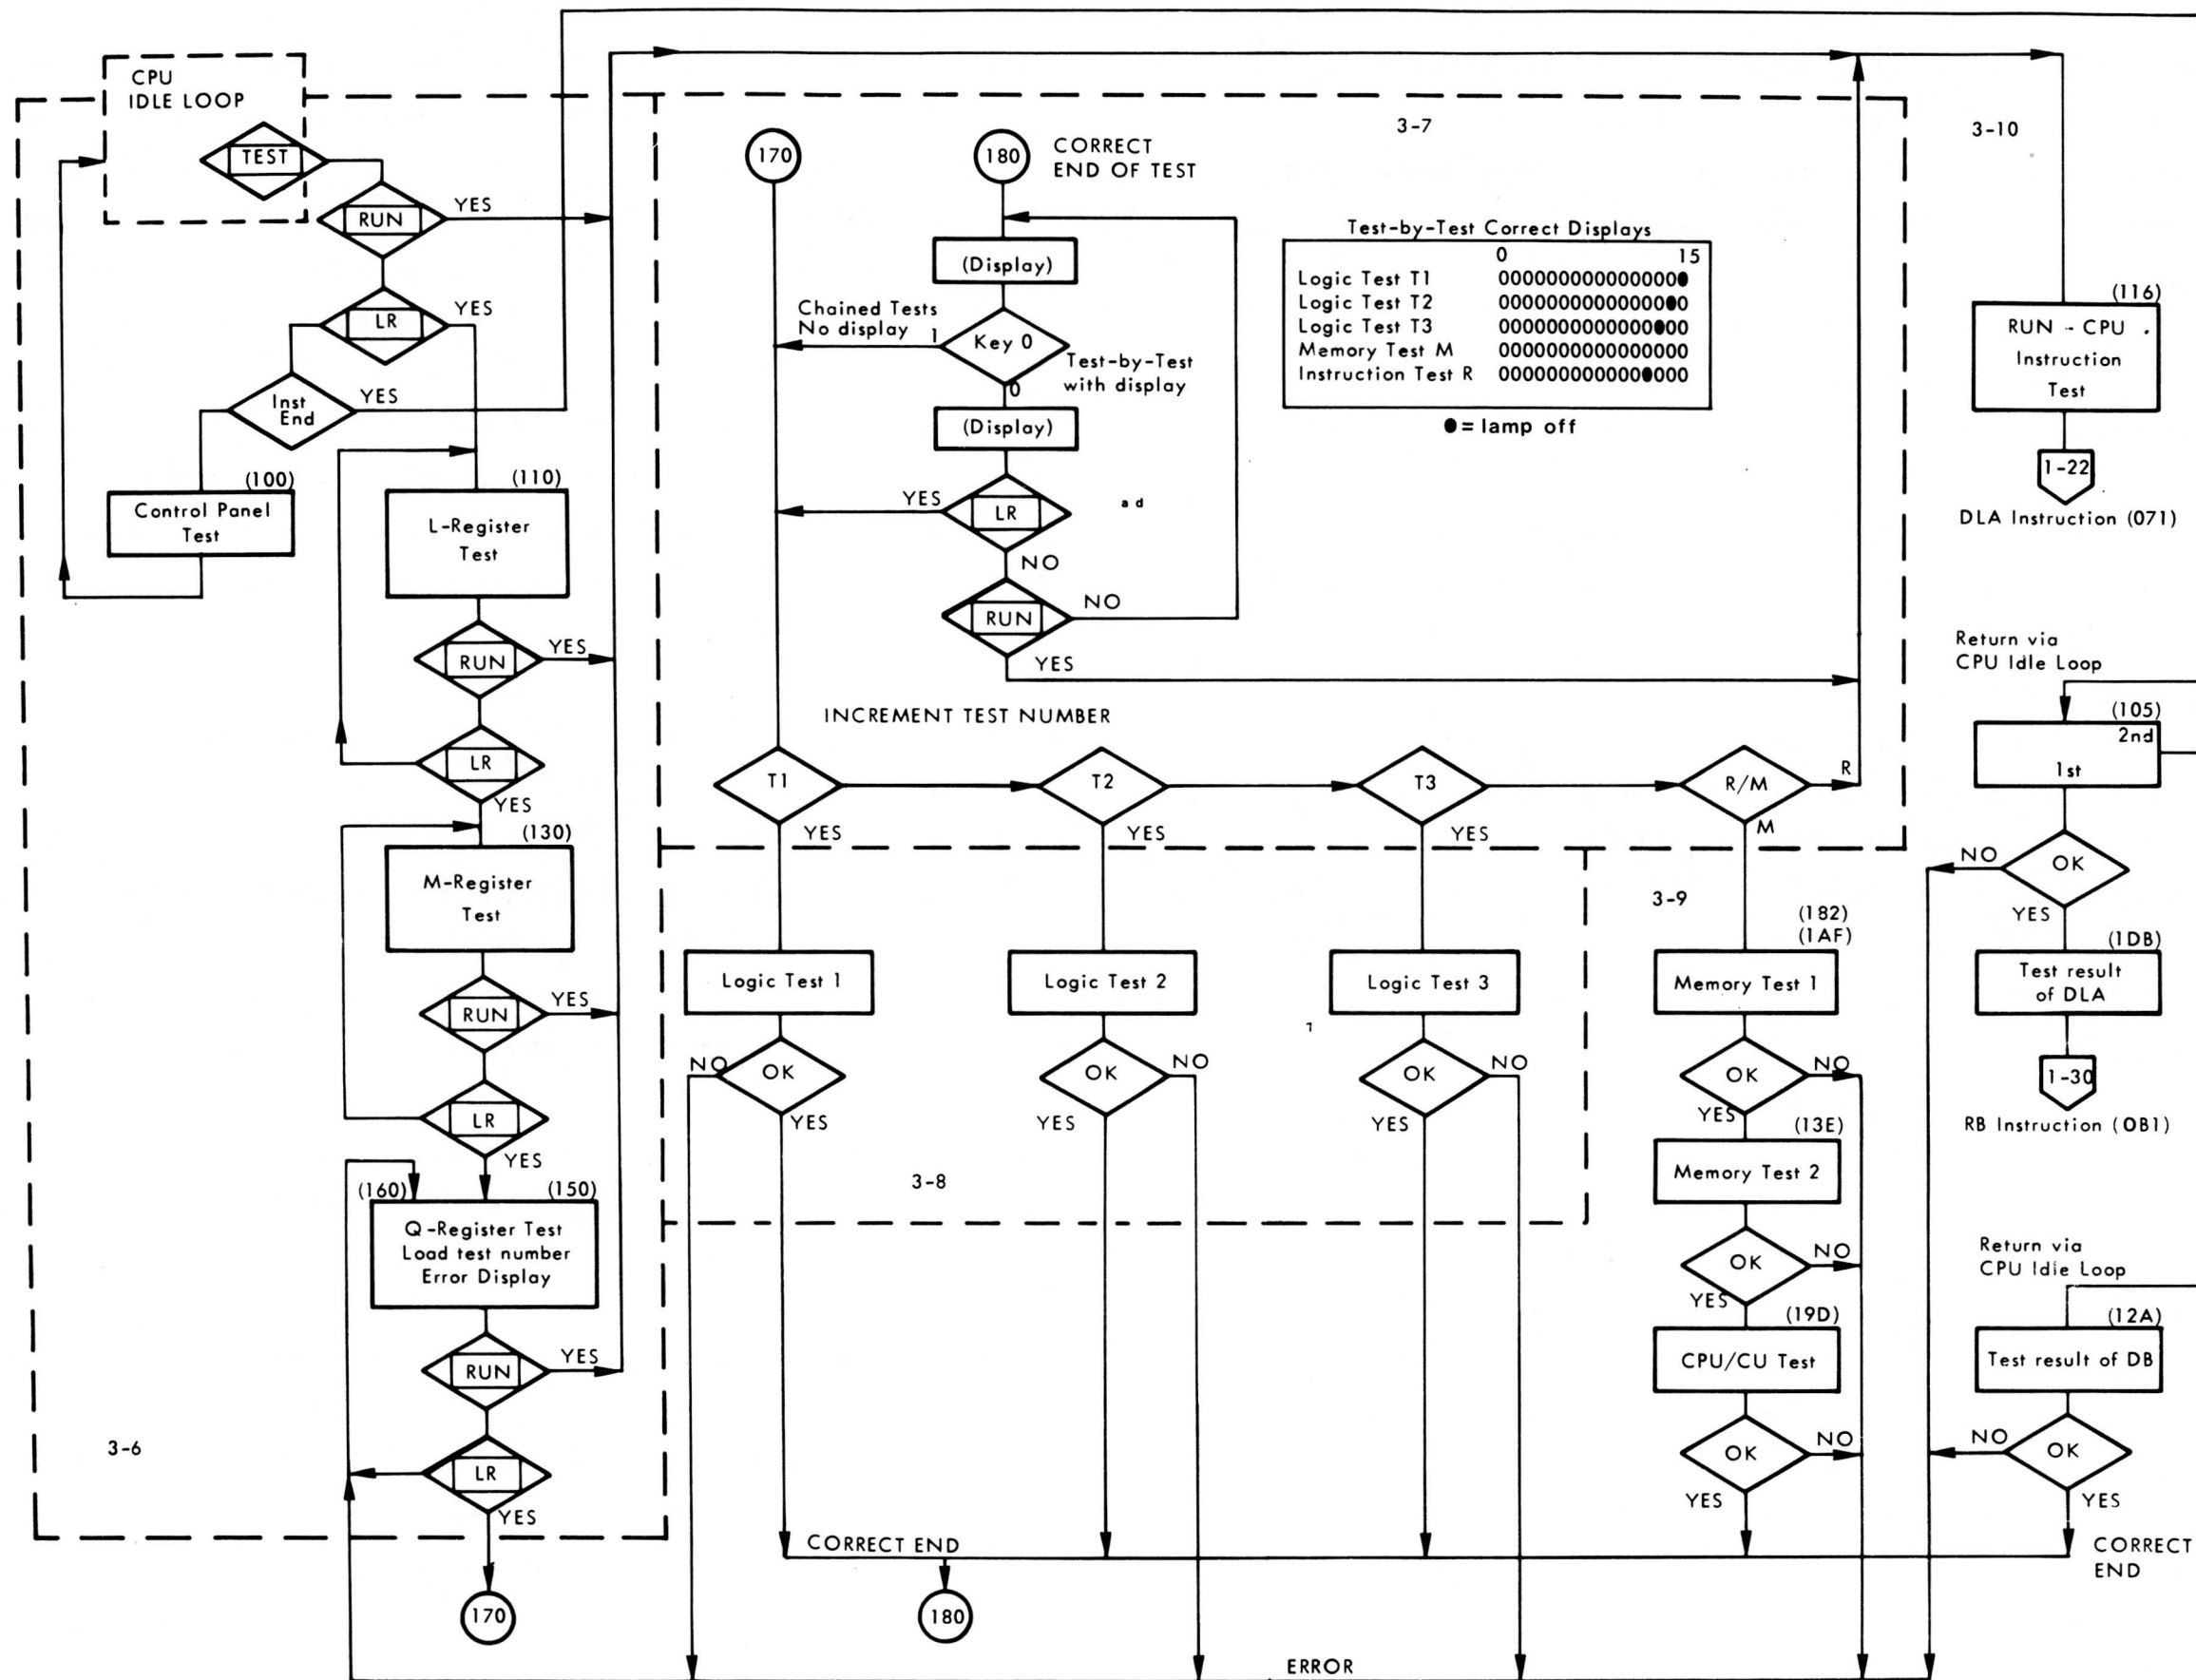 CPU
IDLE LOOP
TEST
RUN
YES
LR
YES
Inst
End
YES
(100)
Control Panel
Test
(110)
L-Register
Test
RUN
YES
LR
YES
(130)
M-Register
Test
RUN
YES
LR
YES
(160)
(150)
Q-Register Test
Load test number
Error Display
RUN
YES
LR
YES
3-6
170
3-7
170
180
CORRECT
END OF TEST
(Display)
Chained Tests
No display
1
Key 0
Test-by-Test
with display
0
(Display)
YES
LR
a d
NO
RUN
NO
YES
Test-by-Test Correct Displays
0 15
Logic Test T1 000000000000000●
Logic Test T2 00000000000000●0
Logic Test T3 0000000000000●00
Memory Test M 0000000000000000
Instruction Test R 000000000000●000
●= lamp off
INCREMENT TEST NUMBER
T1
T2
T3
R/M
R
YES
YES
YES
M
Logic Test 1
Logic Test 2
Logic Test 3
NO
OK
YES
OK
NO
YES
OK
NO
YES
3-8
3-9
(182)
(1AF)
Memory Test 1
OK
NO
YES
(13E)
Memory Test 2
OK
NO
YES
(19D)
CPU/CU Test
OK
NO
YES
CORRECT END
180
ERROR
3-10
(116)
RUN - CPU
Instruction
Test
1-22
DLA Instruction (071)
Return via
CPU Idle Loop
(105)
2nd
1st
NO
OK
YES
(1DB)
Test result
of DLA
1-30
RB Instruction (0B1)
Return via
CPU Idle Loop
(12A)
Test result of DB
NO
OK
YES
CORRECT
END